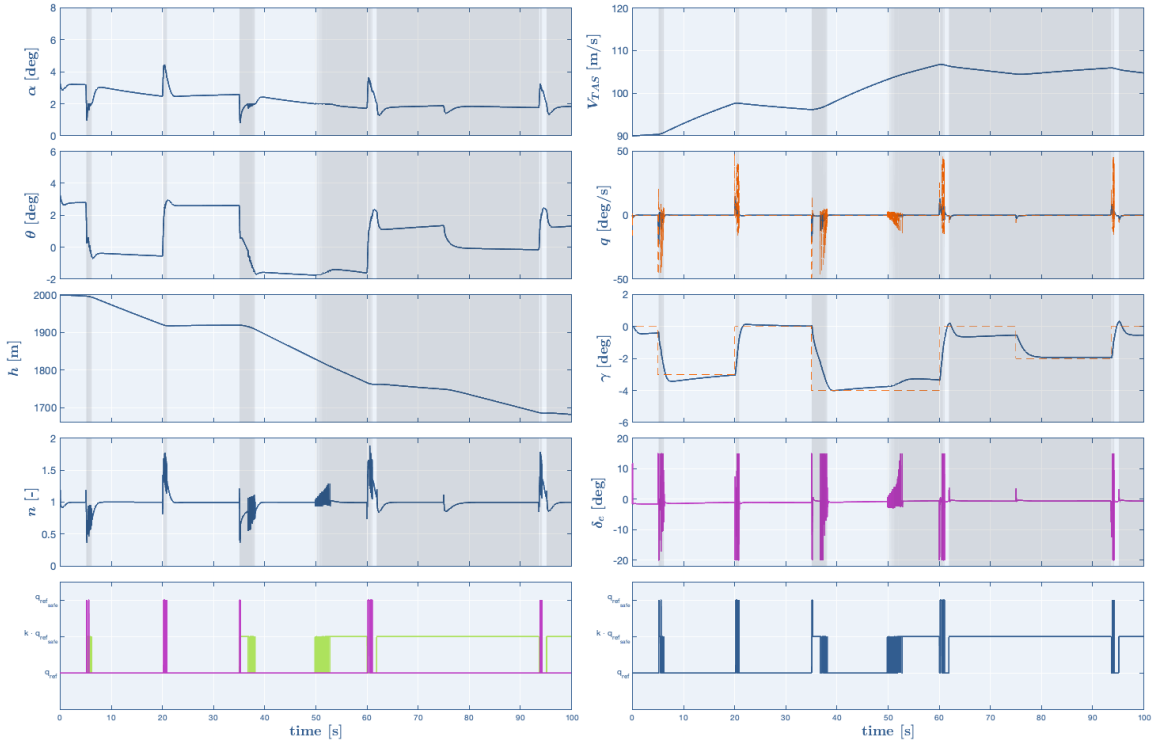 8
6
4
2
0
α [deg]
120
110
100
90
V_TAS [m/s]
6
4
2
0
-2
θ [deg]
50
0
-50
q [deg/s]
2000
1900
1800
1700
h [m]
2
0
-2
-4
-6
γ [deg]
2
1.5
1
0.5
0
n [-]
20
10
0
-10
-20
δ_e [deg]
q_ref_safe
k · q_ref_safe
q_ref
0 10 20 30 40 50 60 70 80 90 100
time [s]
q_ref_safe
k · q_ref_safe
q_ref
0 10 20 30 40 50 60 70 80 90 100
time [s]